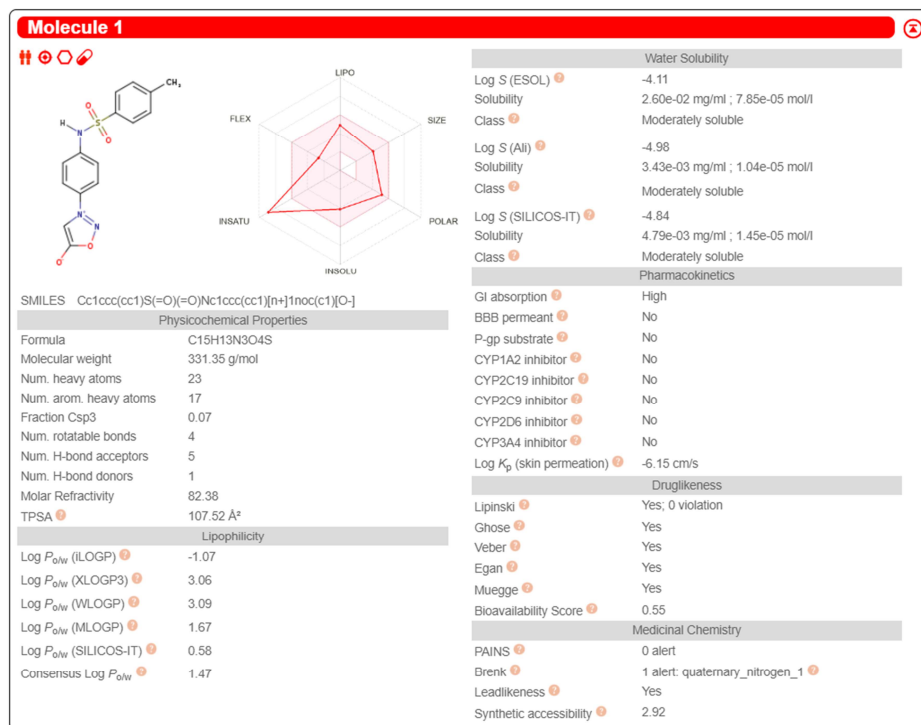 Molecule 1
CH₃
O
S
O
H
N
N⁺
N
O
O⁻
LIPO
SIZE
POLAR
INSOLU
INSATU
FLEX
SMILES Cc1ccc(cc1)S(=O)(=O)Nc1ccc(cc1)[n+]1noc(c1)[O-]
Physicochemical Properties
Formula C15H13N3O4S
Molecular weight 331.35 g/mol
Num. heavy atoms 23
Num. arom. heavy atoms 17
Fraction Csp3 0.07
Num. rotatable bonds 4
Num. H-bond acceptors 5
Num. H-bond donors 1
Molar Refractivity 82.38
TPSA ? 107.52 Å²
Lipophilicity
Log Po/w (iLOGP) ? -1.07
Log Po/w (XLOGP3) ? 3.06
Log Po/w (WLOGP) ? 3.09
Log Po/w (MLOGP) ? 1.67
Log Po/w (SILICOS-IT) ? 0.58
Consensus Log Po/w ? 1.47
Water Solubility
Log S (ESOL) ? -4.11
Solubility 2.60e-02 mg/ml ; 7.85e-05 mol/l
Class ? Moderately soluble
Log S (Ali) ? -4.98
Solubility 3.43e-03 mg/ml ; 1.04e-05 mol/l
Class ? Moderately soluble
Log S (SILICOS-IT) ? -4.84
Solubility 4.79e-03 mg/ml ; 1.45e-05 mol/l
Class ? Moderately soluble
Pharmacokinetics
GI absorption ? High
BBB permeant ? No
P-gp substrate ? No
CYP1A2 inhibitor ? No
CYP2C19 inhibitor ? No
CYP2C9 inhibitor ? No
CYP2D6 inhibitor ? No
CYP3A4 inhibitor ? No
Log Kp (skin permeation) ? -6.15 cm/s
Druglikeness
Lipinski ? Yes; 0 violation
Ghose ? Yes
Veber ? Yes
Egan ? Yes
Muegge ? Yes
Bioavailability Score ? 0.55
Medicinal Chemistry
PAINS ? 0 alert
Brenk ? 1 alert: quaternary_nitrogen_1 ?
Leadlikeness ? Yes
Synthetic accessibility ? 2.92